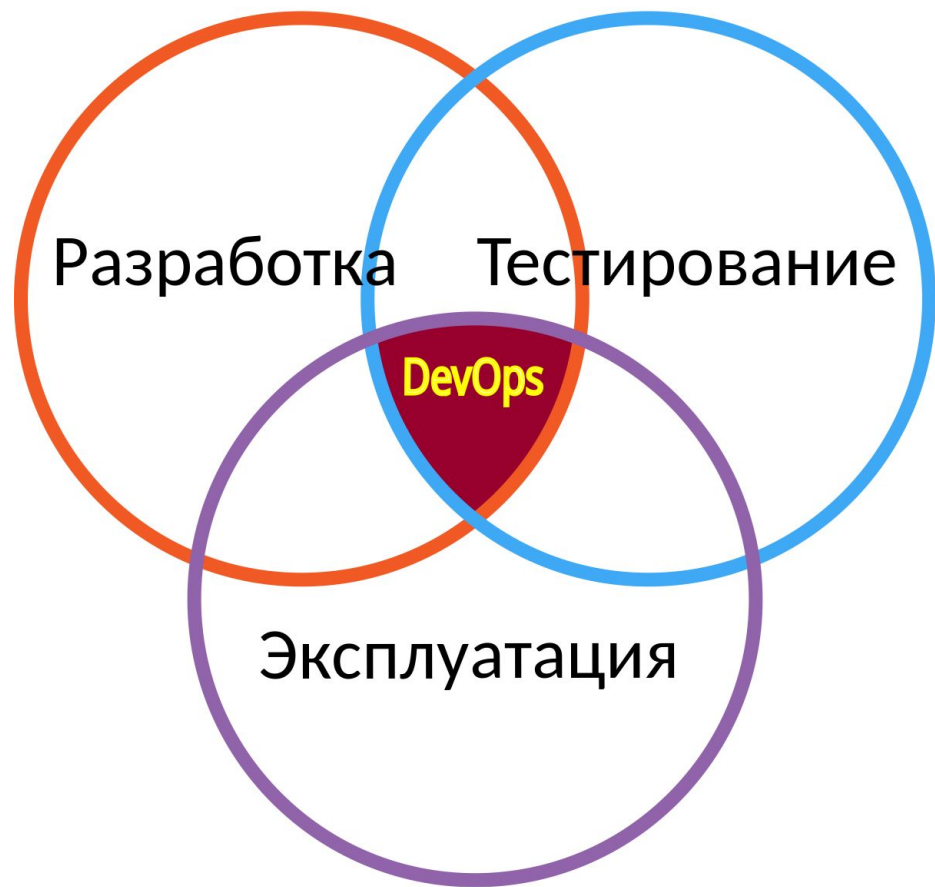 Разработка
Тестирование
DevOps
Эксплуатация